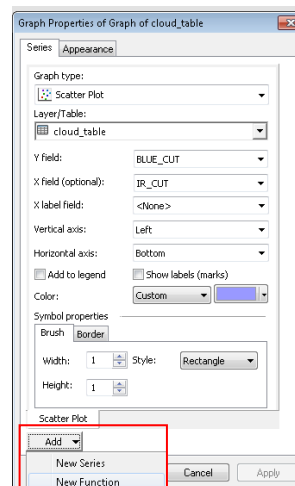 Graph Properties of Graph of cloud_table
Series Appearance
Graph type:
Scatter Plot
Layer/Table:
cloud_table
Y field: BLUE_CUT
X field (optional): IR_CUT
X label field: <None>
Vertical axis: Left
Horizontal axis: Bottom
Add to legend Show labels (marks)
Color: Custom
Symbol properties
Brush Border
Width: 1 Style: Rectangle
Height: 1
Scatter Plot
Add
New Series
Cancel Apply
New Function